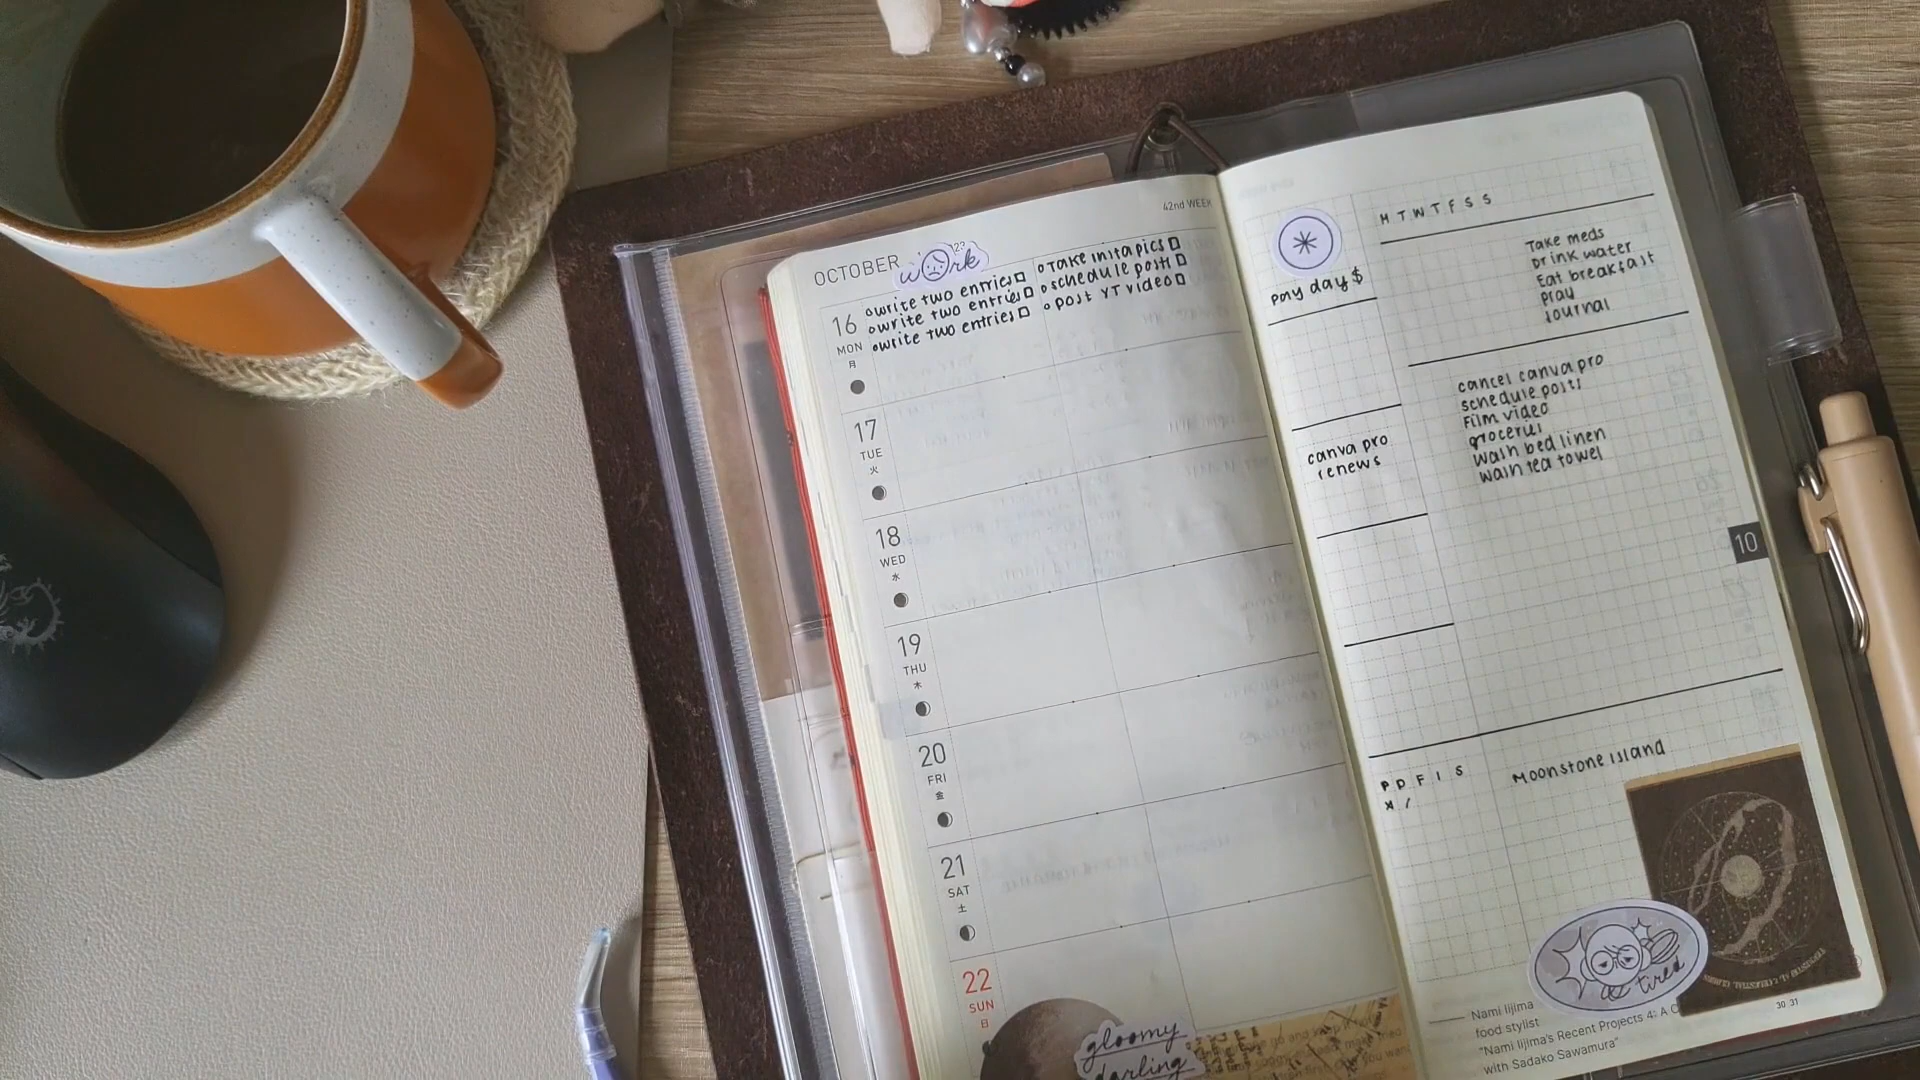 42nd WEEK
OCTOBER
work
write two entries
write two entries
write two entries
Take insta pics
schedule posts
post YT video
16
MON
月
17
TUE
火
18
WED
水
19
THU
木
20
FRI
金
21
SAT
土
22
SUN
日
gloomy
darling
pay day $
canva pro
renews
M T W T F S S
Take meds
Drink water
Eat breakfast
pray
Journal
cancel canva pro
schedule posts
Film video
groceries
wash bed linen
wash tea towel
10
P D F I S
Moonstone Island
tired
Nami Iijima
food stylist
"Nami Iijima's Recent Projects 4: A
with Sadako Sawamura"
30 31